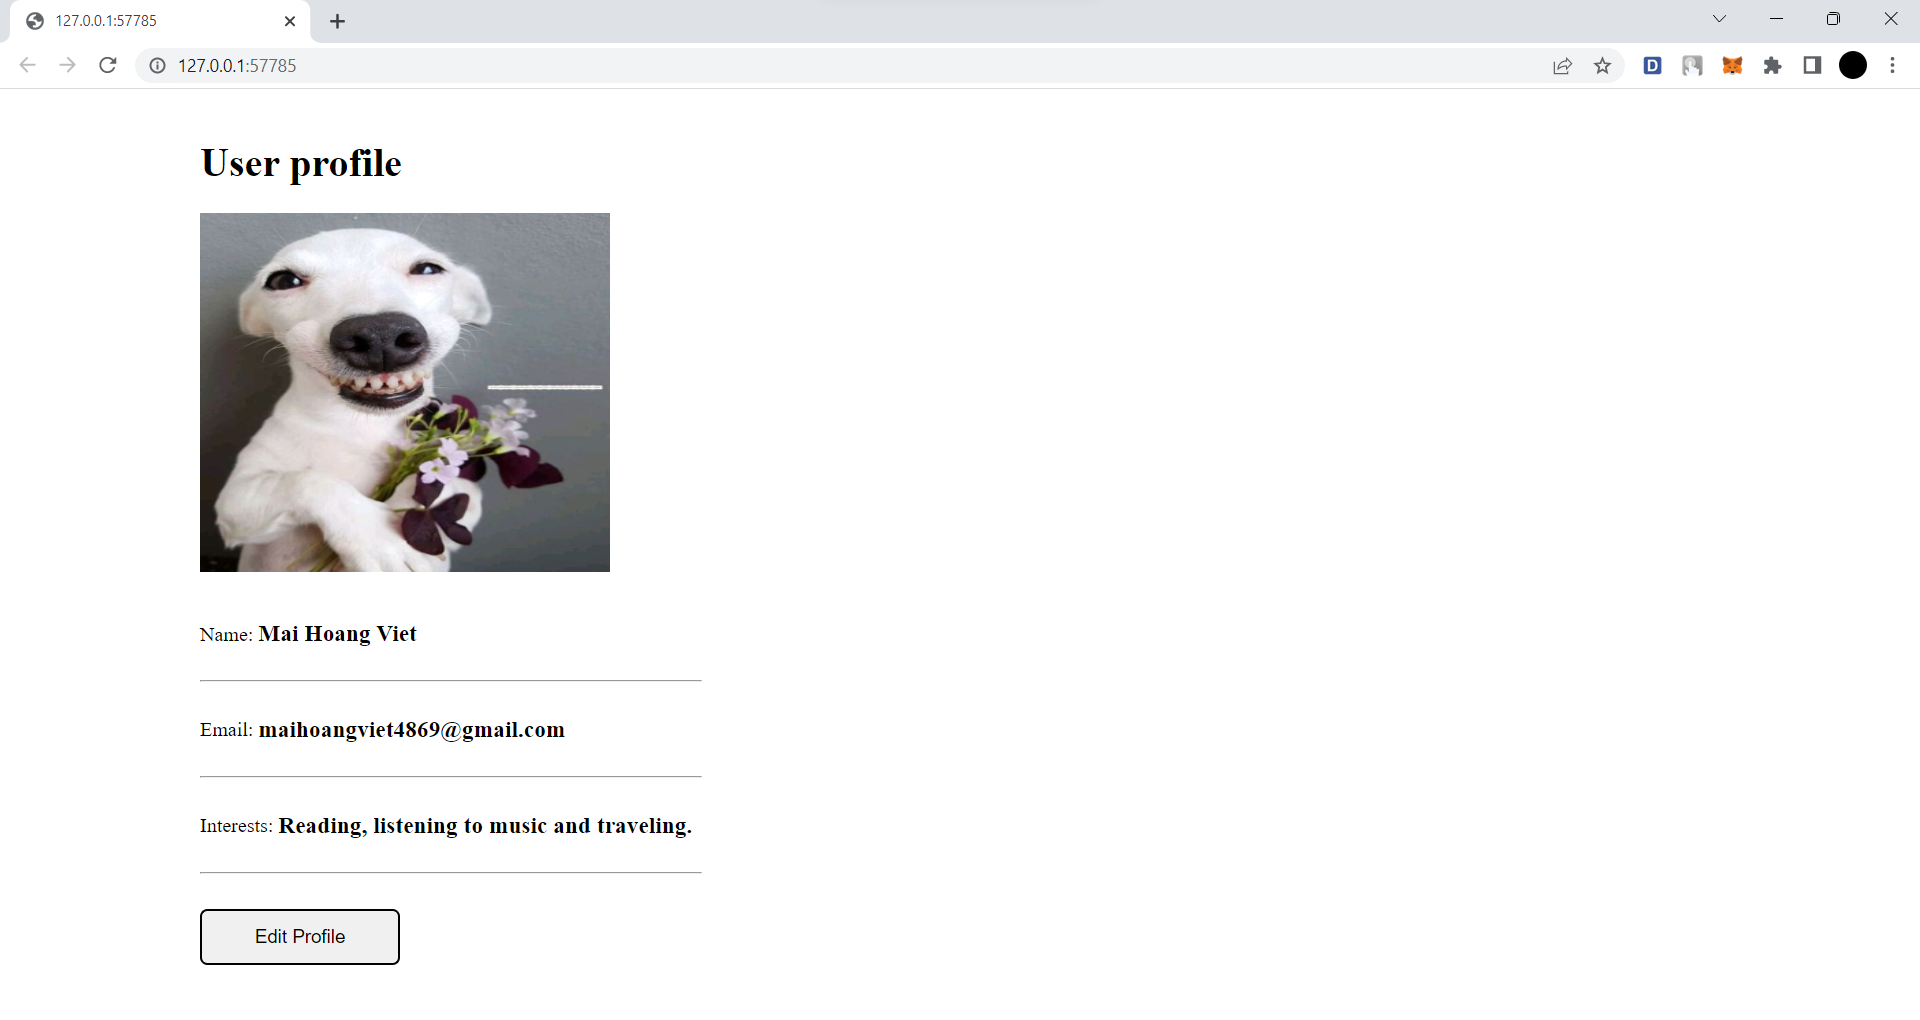 127.0.0.1:57785
127.0.0.1:57785
D
User profile
Name: Mai Hoang Viet
Email: maihoangviet4869@gmail.com
Interests: Reading, listening to music and traveling.
Edit Profile